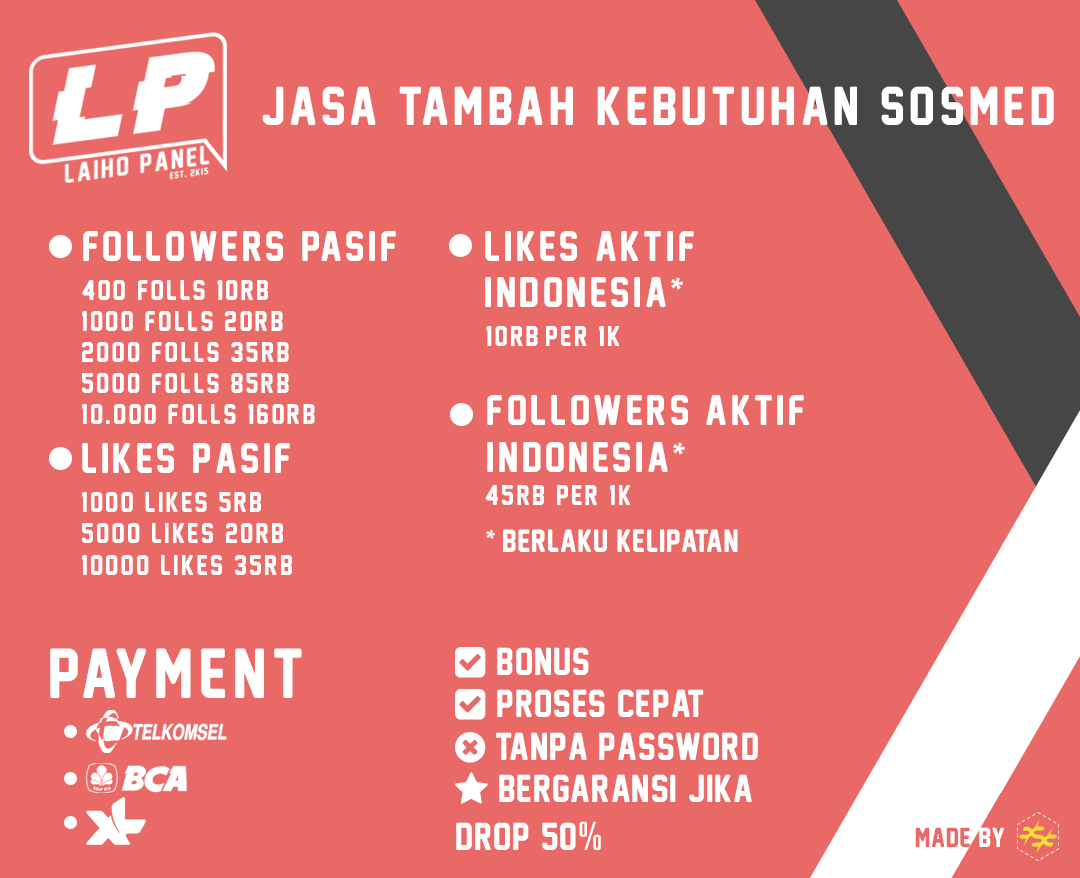 LP
LAIHO PANEL
EST. 2K15
JASA TAMBAH KEBUTUHAN SOSMED
FOLLOWERS PASIF
400 FOLLS 10RB
1000 FOLLS 20RB
2000 FOLLS 35RB
5000 FOLLS 85RB
10.000 FOLLS 160RB
LIKES PASIF
1000 LIKES 5RB
5000 LIKES 20RB
10000 LIKES 35RB
LIKES AKTIF
INDONESIA*
10RB PER 1K
FOLLOWERS AKTIF
INDONESIA*
45RB PER 1K
* BERLAKU KELIPATAN
PAYMENT
TELKOMSEL
BCA
XL
BONUS
PROSES CEPAT
TANPA PASSWORD
BERGARANSI JIKA
DROP 50%
MADE BY